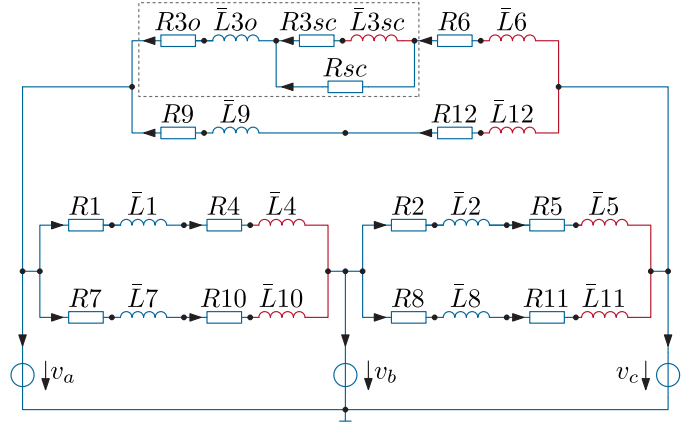 R3o L̄3o R3sc L̄3sc R6 L̄6
Rsc
R9 L̄9 R12 L̄12
R1 L̄1 R4 L̄4 R2 L̄2 R5 L̄5
R7 L̄7 R10 L̄10 R8 L̄8 R11 L̄11
va vb vc